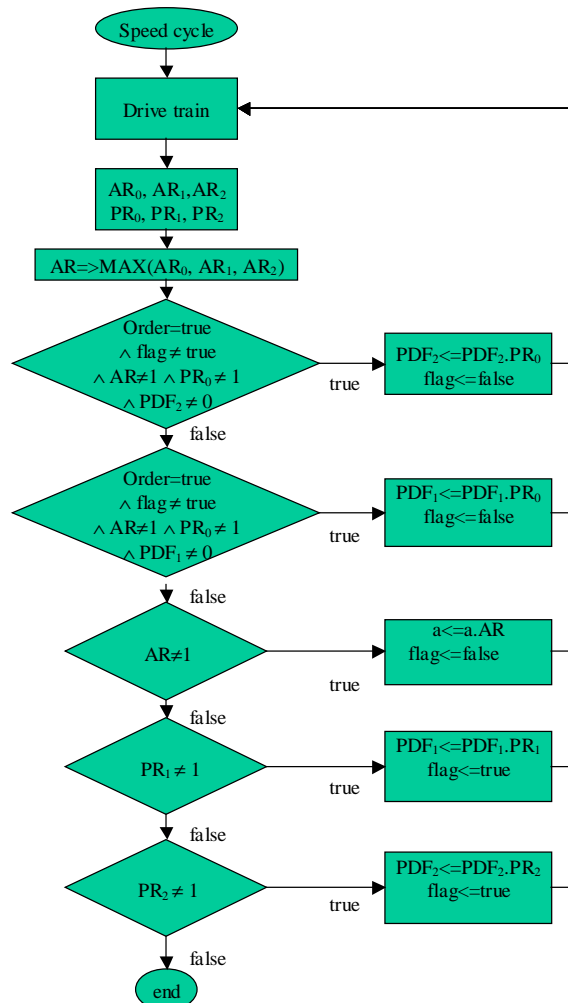 Speed cycle
Drive train
AR₀, AR₁,AR₂
PR₀, PR₁, PR₂
AR=>MAX(AR₀, AR₁, AR₂)
Order=true
∧ flag ≠ true
∧ AR≠1 ∧ PR₀ ≠ 1
∧ PDF₂ ≠ 0
true
PDF₂<=PDF₂.PR₀
flag<=false
false
Order=true
∧ flag ≠ true
∧ AR≠1 ∧ PR₀ ≠ 1
∧ PDF₁ ≠ 0
true
PDF₁<=PDF₁.PR₀
flag<=false
false
AR≠1
true
a<=a.AR
flag<=false
false
PR₁ ≠ 1
true
PDF₁<=PDF₁.PR₁
flag<=true
false
PR₂ ≠ 1
true
PDF₂<=PDF₂.PR₂
flag<=true
false
end